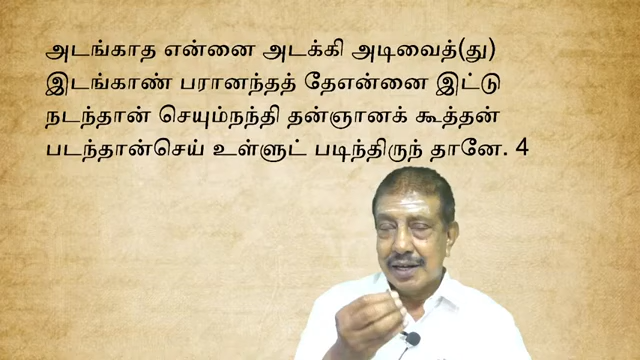 அடங்காத என்னை அடக்கி அடிவைத்(து)
இடங்காண் பரானந்தத் தேஎன்னை இட்டு
நடந்தான் செயும்நந்தி தன்ஞானக் கூத்தன்
படந்தான்செய் உள்ளுட் படிந்திருந் தானே. 4